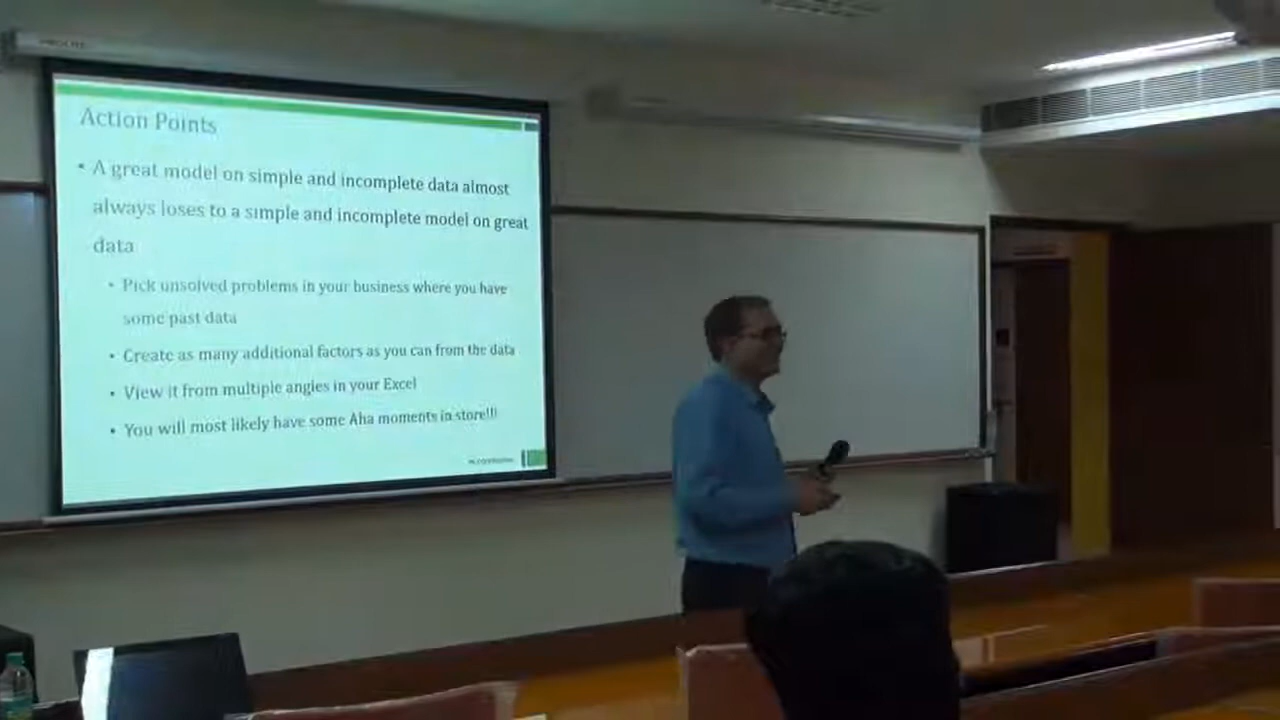 Action Points
• A great model on simple and incomplete data almost
always loses to a simple and incomplete model on great
data
• Pick unsolved problems in your business where you have
some past data
• Create as many additional factors as you can from the data
• View it from multiple angles in your Excel
• You will most likely have some Aha moments in store!!!